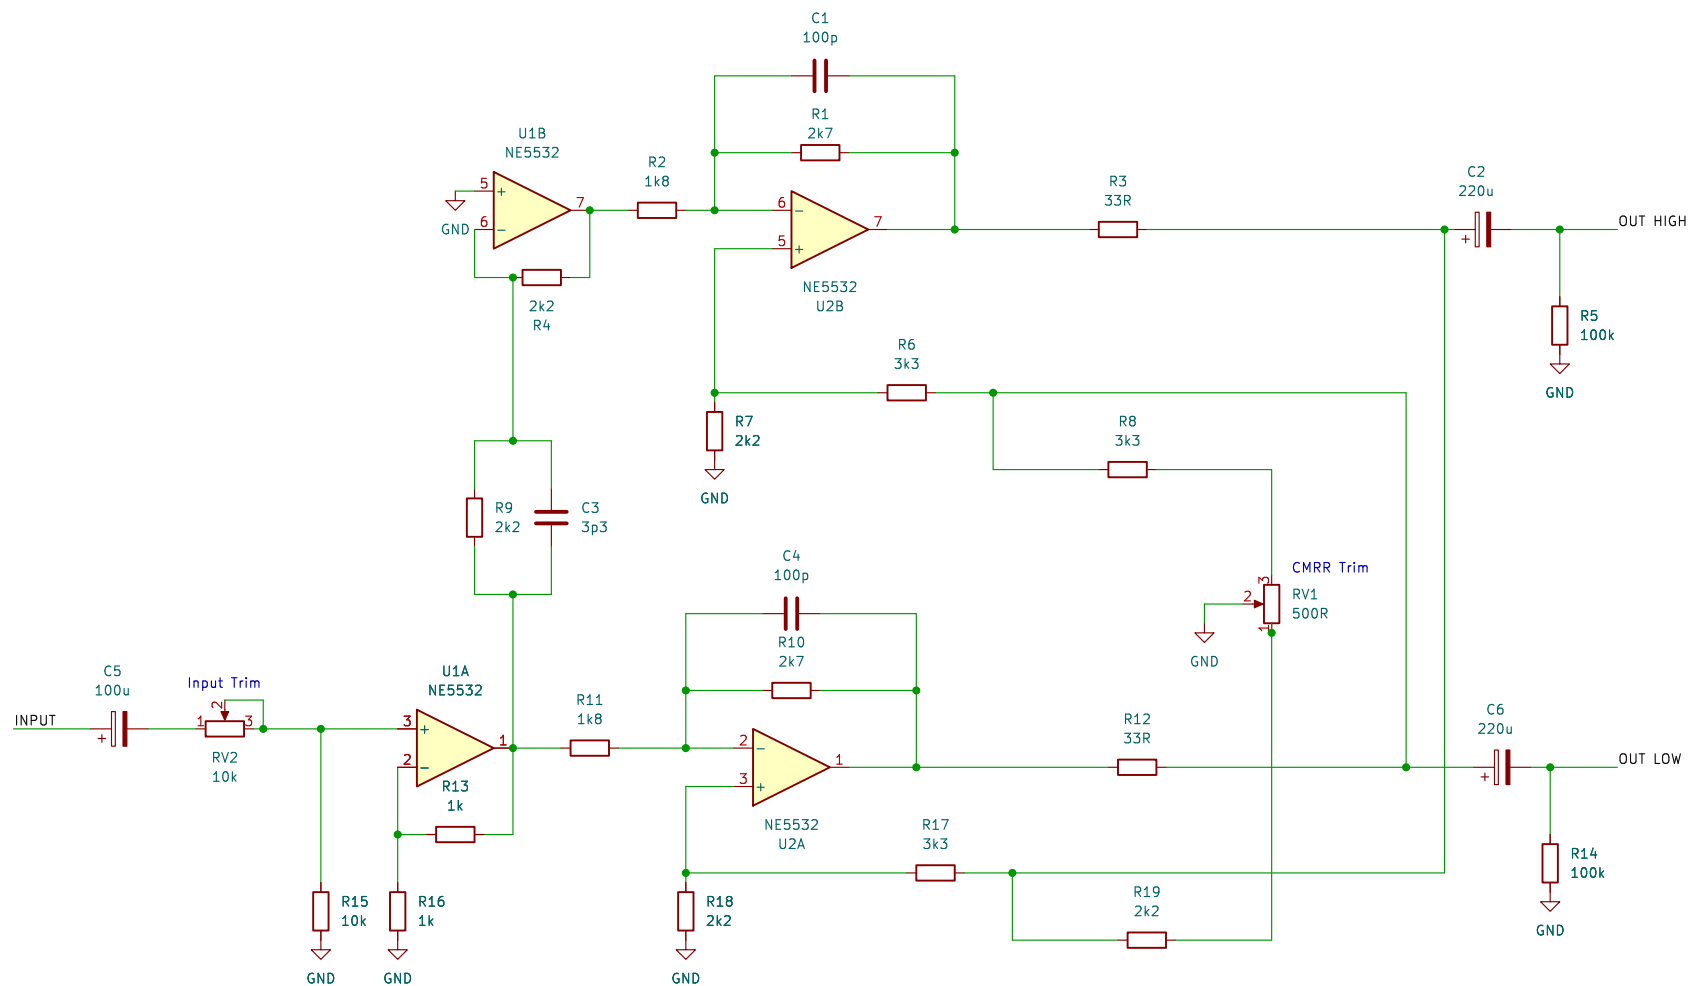 C1
100p
R1
2k7
U1B
NE5532
5
+
6
−
7
GND
2k2
R4
R2
1k8
6
−
5
+
7
NE5532
U2B
R3
33R
C2
220u
+
OUT HIGH
R5
100k
GND
R6
3k3
R7
2k2
GND
R8
3k3
R9
2k2
C3
3p3
CMRR Trim
3
2
1
RV1
500R
GND
C4
100p
R10
2k7
C5
100u
+
INPUT
Input Trim
2
1
3
RV2
10k
U1A
NE5532
3
+
2
−
1
R13
1k
R11
1k8
2
−
3
+
1
NE5532
U2A
R12
33R
C6
220u
+
OUT LOW
R14
100k
GND
R17
3k3
R15
10k
GND
R16
1k
GND
R18
2k2
GND
R19
2k2